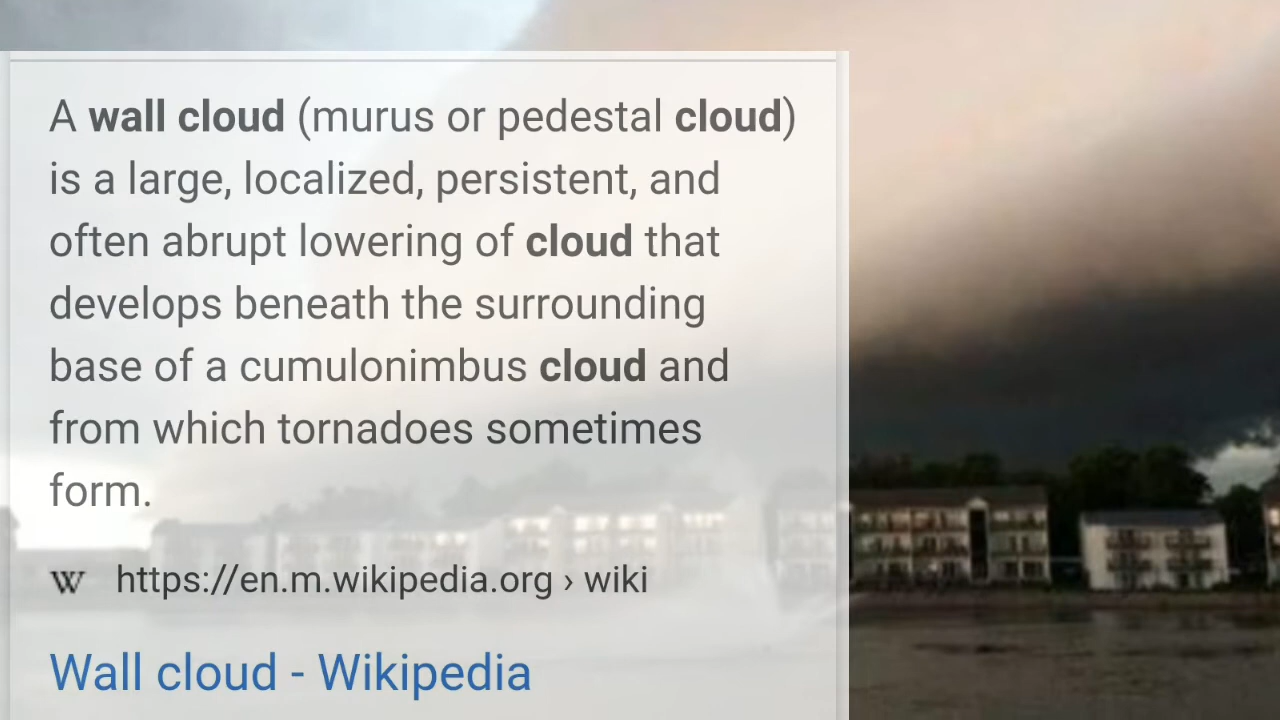 A wall cloud (murus or pedestal cloud)
is a large, localized, persistent, and
often abrupt lowering of cloud that
develops beneath the surrounding
base of a cumulonimbus cloud and
from which tornadoes sometimes
form.
W https://en.m.wikipedia.org › wiki
Wall cloud - Wikipedia